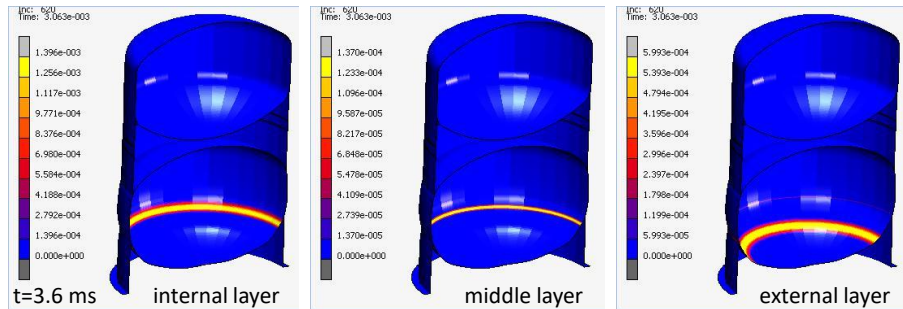 Inc: 620
Time: 3.063e-003
1.396e-003
1.256e-003
1.117e-003
9.771e-004
8.376e-004
6.980e-004
5.584e-004
4.188e-004
2.792e-004
1.396e-004
0.000e+000
t=3.6 ms
internal layer
Inc: 620
Time: 3.063e-003
1.370e-004
1.233e-004
1.096e-004
9.588e-005
8.217e-005
6.848e-005
5.478e-005
4.109e-005
2.739e-005
1.370e-005
0.000e+000
middle layer
Inc: 620
Time: 3.063e-003
5.993e-004
5.393e-004
4.794e-004
4.195e-004
3.596e-004
2.996e-004
2.397e-004
1.798e-004
1.199e-004
5.993e-005
0.000e+000
external layer